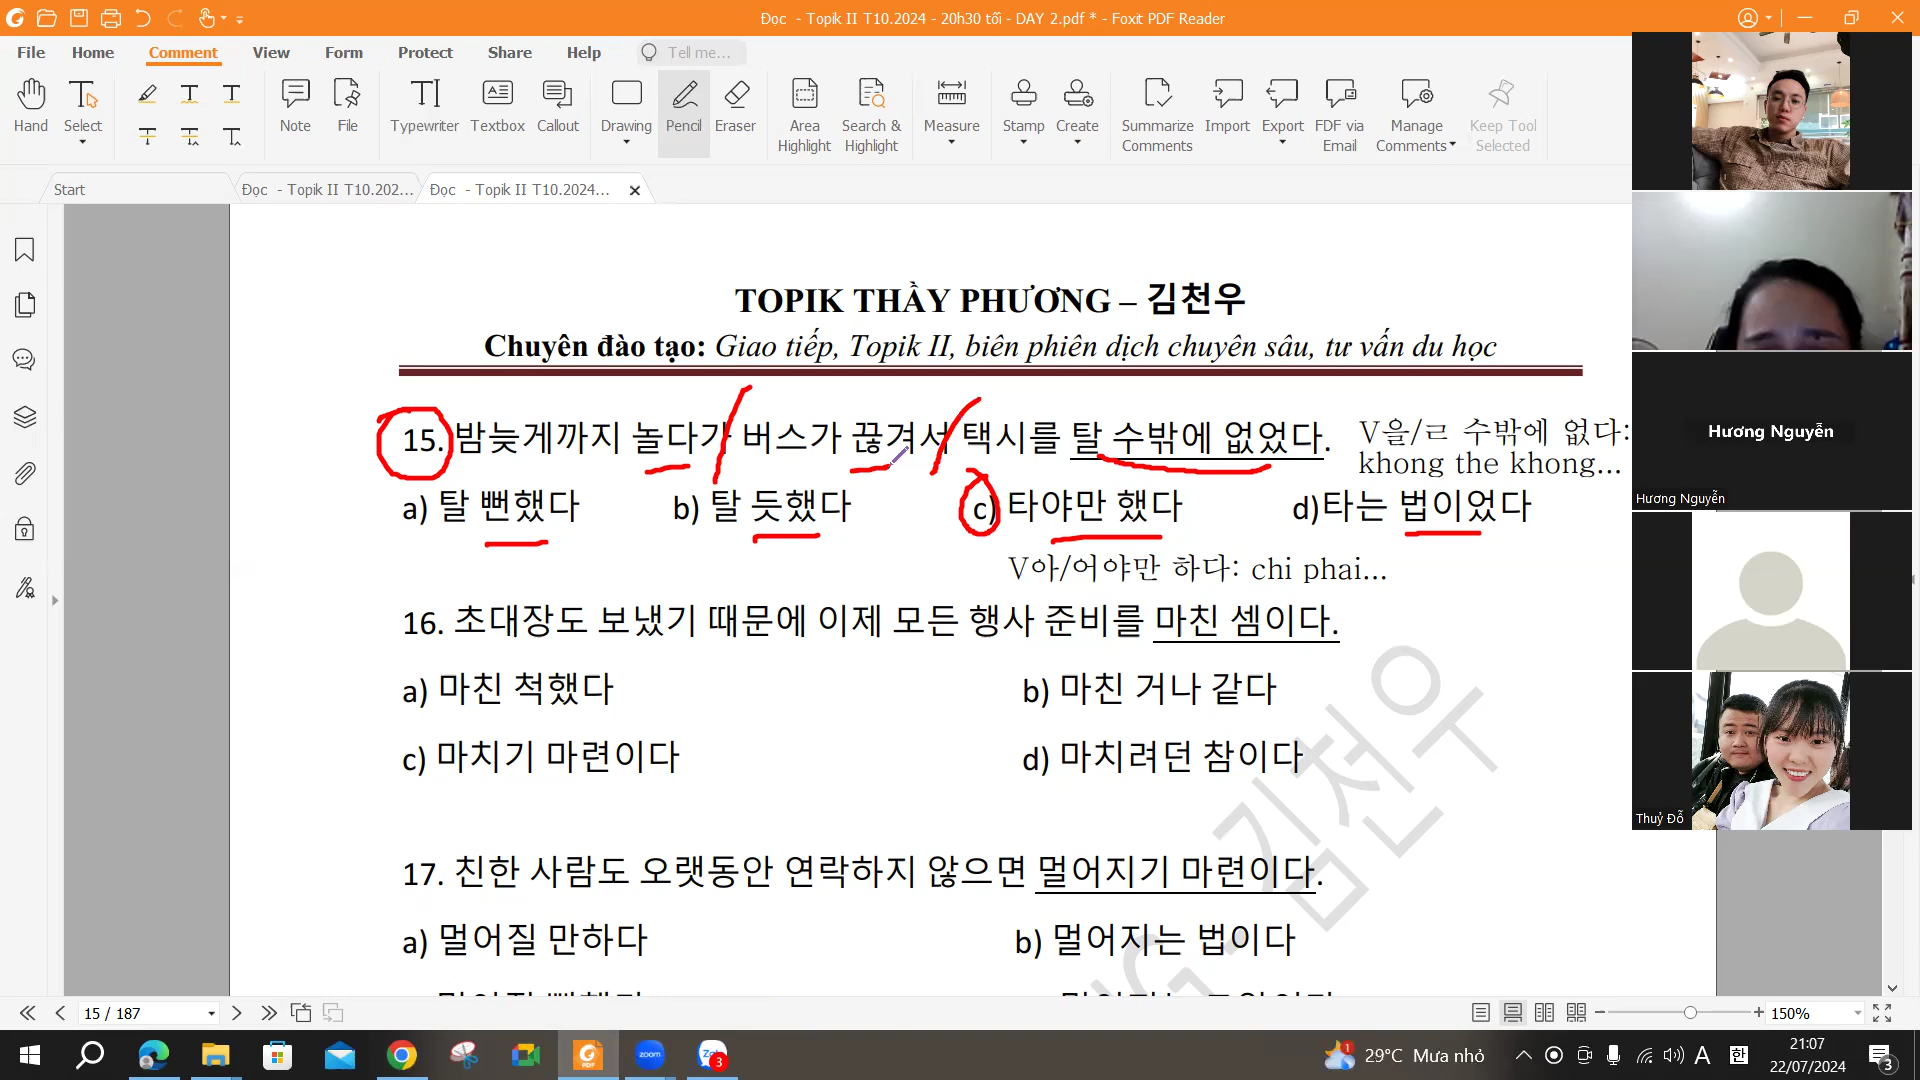 Đọc - Topik II T10.2024 - 20h30 tối - DAY 2.pdf * - Foxit PDF Reader
File Home Comment View Form Protect Share Help Tell me...
Hand Select Note File Typewriter Textbox Callout Drawing Pencil Eraser Area Highlight Search & Highlight Measure Stamp Create Summarize Comments Import Export FDF via Email Manage Comments Keep Tool Selected
Start Đọc - Topik II T10.202... Đọc - Topik II T10.2024...
TOPIK THẦY PHƯƠNG – 김천우
Chuyên đào tạo: Giao tiếp, Topik II, biên phiên dịch chuyên sâu, tư vấn du học
15. 밤늦게까지 놀다가 버스가 끊겨서 택시를 탈 수밖에 없었다.
V을/ㄹ 수밖에 없다:
khong the khong...
a) 탈 뻔했다 b) 탈 듯했다 c) 타야만 했다 d)타는 법이었다
V아/어야만 하다: chi phai...
16. 초대장도 보냈기 때문에 이제 모든 행사 준비를 마친 셈이다.
a) 마친 척했다 b) 마친 거나 같다
c) 마치기 마련이다 d) 마치려던 참이다
17. 친한 사람도 오랫동안 연락하지 않으면 멀어지기 마련이다.
a) 멀어질 만하다 b) 멀어지는 법이다
김천우
Hương Nguyễn
Hương Nguyễn
Thuỷ Đỗ
15 / 187
150%
zoom
3
1
29°C Mưa nhỏ
A
한
21:07
22/07/2024
3